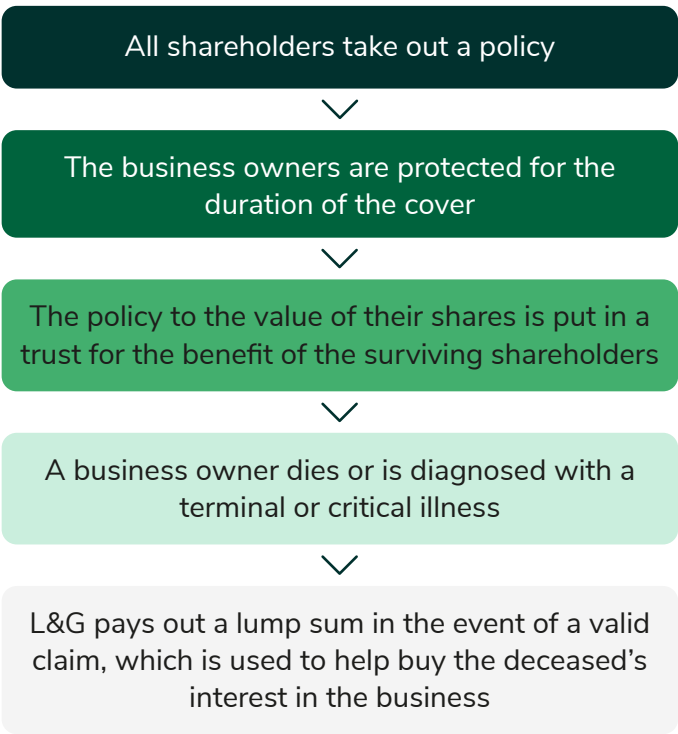 All shareholders take out a policy
The business owners are protected for the
duration of the cover
The policy to the value of their shares is put in a
trust for the benefit of the surviving shareholders
A business owner dies or is diagnosed with a
terminal or critical illness
L&G pays out a lump sum in the event of a valid
claim, which is used to help buy the deceased’s
interest in the business